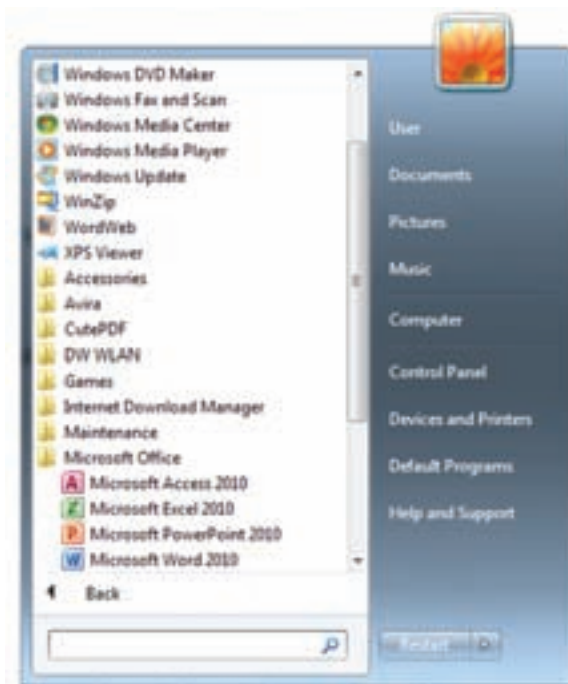 Windows DVD Maker
Windows Fax and Scan
Windows Media Center
Windows Media Player
Windows Update
WinZip
WordWeb
XPS Viewer
Accessories
Avira
CutePDF
DW WLAN
Games
Internet Download Manager
Maintenance
Microsoft Office
Microsoft Access 2010
Microsoft Excel 2010
Microsoft PowerPoint 2010
Microsoft Word 2010
Back
User
Documents
Pictures
Music
Computer
Control Panel
Devices and Printers
Default Programs
Help and Support
Restart